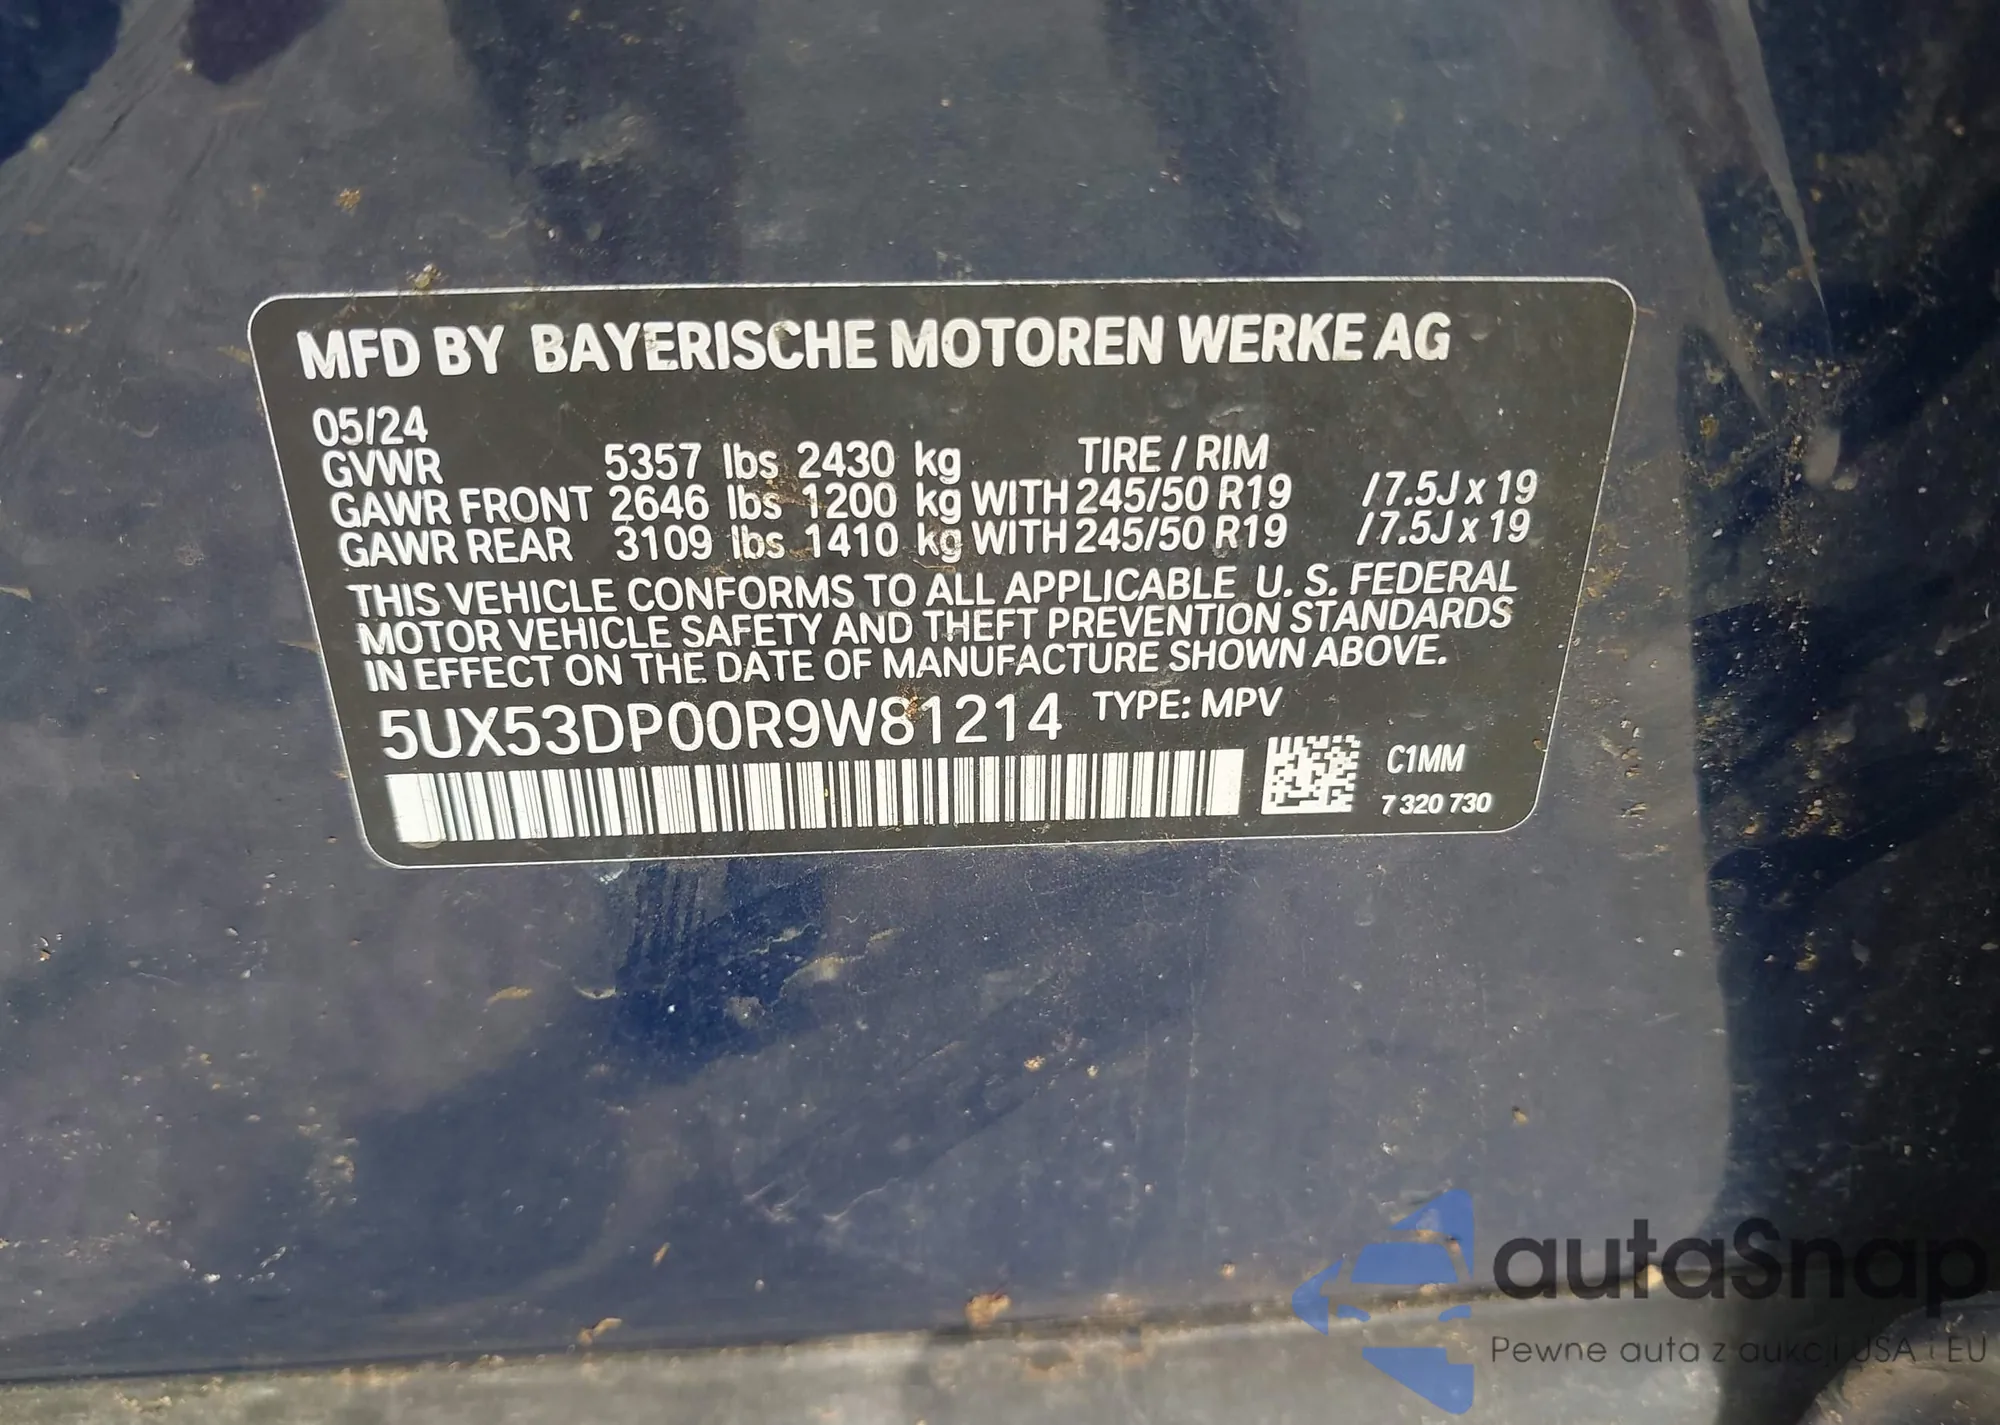 MFD BY BAYERISCHE MOTOREN WERKE AG
05/24
GVWR 5357 lbs 2430 kg TIRE / RIM
GAWR FRONT 2646 lbs 1200 kg WITH 245/50 R19 / 7.5J x 19
GAWR REAR 3109 lbs 1410 kg WITH 245/50 R19 / 7.5J x 19
THIS VEHICLE CONFORMS TO ALL APPLICABLE U. S. FEDERAL
MOTOR VEHICLE SAFETY AND THEFT PREVENTION STANDARDS
IN EFFECT ON THE DATE OF MANUFACTURE SHOWN ABOVE.
5UX53DP00R9W81214 TYPE: MPV
C1MM
7 320 730
autaSnap
Pewne auta z aukcji USA i EU